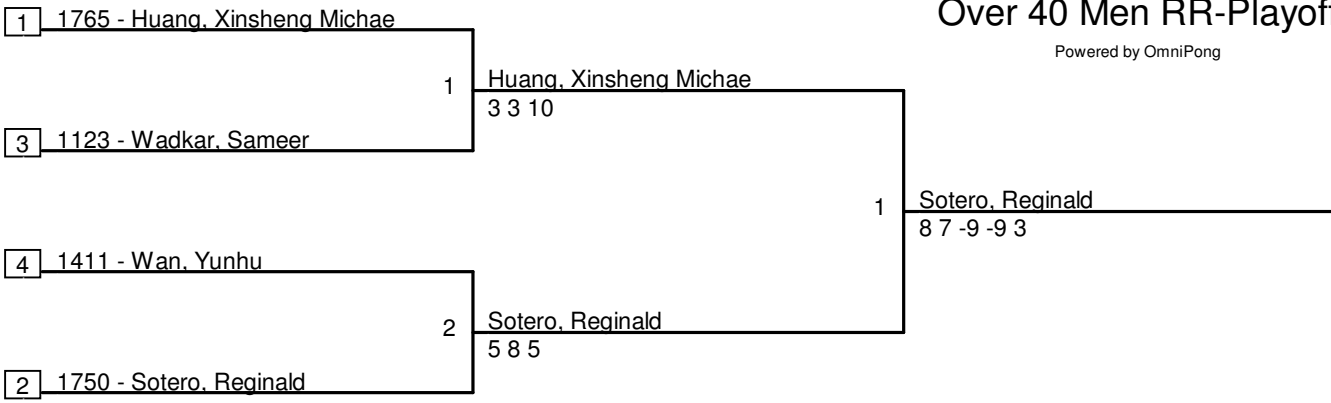 Over 40 Men RR-Playoff
Powered by OmniPong
1 1765 - Huang, Xinsheng Michae
1 Huang, Xinsheng Michae
3 3 10
3 1123 - Wadkar, Sameer
1 Sotero, Reginald
8 7 -9 -9 3
4 1411 - Wan, Yunhu
2 Sotero, Reginald
5 8 5
2 1750 - Sotero, Reginald